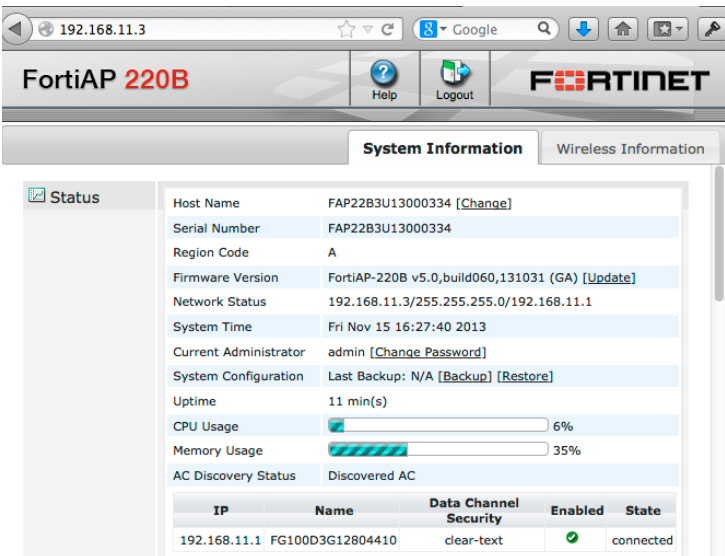 192.168.11.3
Google
FortiAP 220B
Help
Logout
FORTINET
System Information
Wireless Information
Status
Host Name FAP22B3U13000334 [Change]
Serial Number FAP22B3U13000334
Region Code A
Firmware Version FortiAP-220B v5.0,build060,131031 (GA) [Update]
Network Status 192.168.11.3/255.255.255.0/192.168.11.1
System Time Fri Nov 15 16:27:40 2013
Current Administrator admin [Change Password]
System Configuration Last Backup: N/A [Backup] [Restore]
Uptime 11 min(s)
CPU Usage 6%
Memory Usage 35%
AC Discovery Status Discovered AC
IP Name Data Channel Security Enabled State
192.168.11.1 FG100D3G12804410 clear-text connected